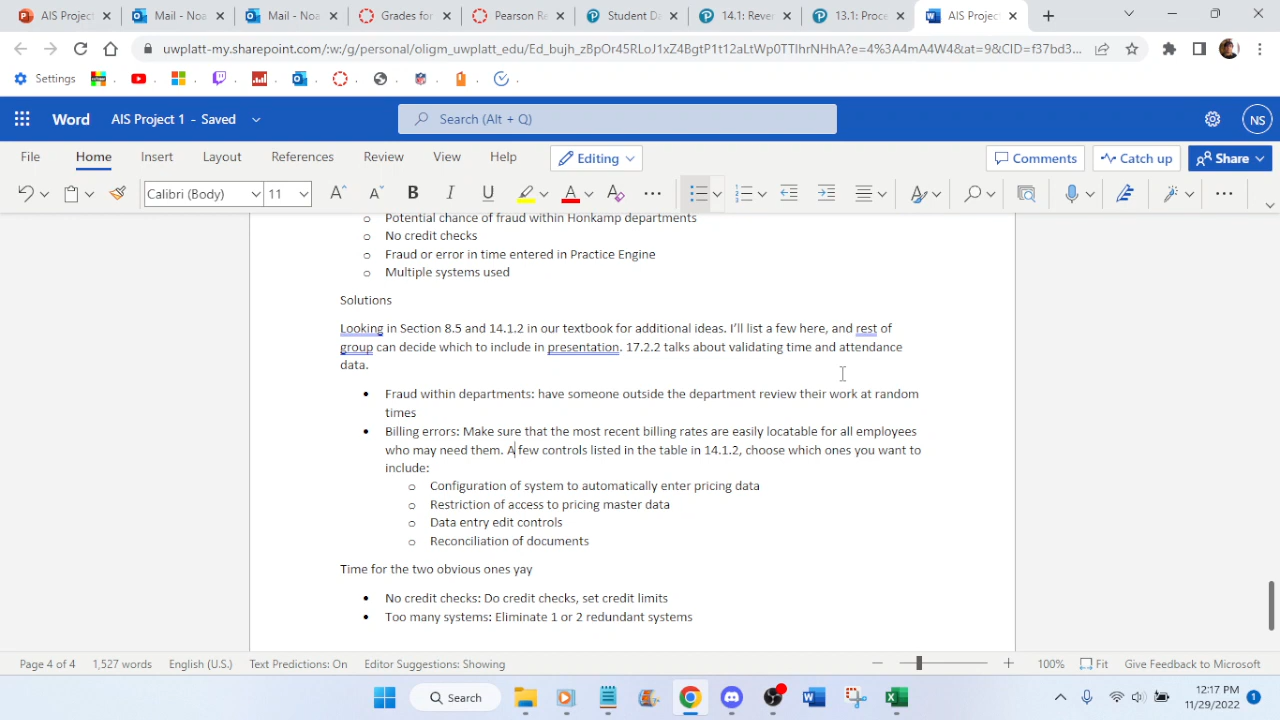 AIS Projec
Mail - Noa
Mail - Noa
Grades for
Pearson Re
Student Da
14.1: Rever
13.1: Proce
AIS Projec
uwplatt-my.sharepoint.com/:w:/g/personal/oligm_uwplatt_edu/Ed_bujh_zBpOr45RLoJ1xZ4BgtP1t12aLtWp0TTIhrNHhA?e=4%3A4mA4W4&at=9&CID=f37bd3...
Settings
Word AIS Project 1 - Saved
Search (Alt + Q)
NS
File Home Insert Layout References Review View Help Editing
Comments Catch up Share
Calibri (Body) 11
Potential chance of fraud within Honkamp departments
No credit checks
Fraud or error in time entered in Practice Engine
Multiple systems used
Solutions
Looking in Section 8.5 and 14.1.2 in our textbook for additional ideas. I'll list a few here, and rest of
group can decide which to include in presentation. 17.2.2 talks about validating time and attendance
data.
• Fraud within departments: have someone outside the department review their work at random
times
• Billing errors: Make sure that the most recent billing rates are easily locatable for all employees
who may need them. A few controls listed in the table in 14.1.2, choose which ones you want to
include:
o Configuration of system to automatically enter pricing data
o Restriction of access to pricing master data
o Data entry edit controls
o Reconciliation of documents
Time for the two obvious ones yay
• No credit checks: Do credit checks, set credit limits
• Too many systems: Eliminate 1 or 2 redundant systems
Page 4 of 4 1,527 words English (U.S.) Text Predictions: On Editor Suggestions: Showing
100% Fit Give Feedback to Microsoft
Search
12:17 PM
11/29/2022
1